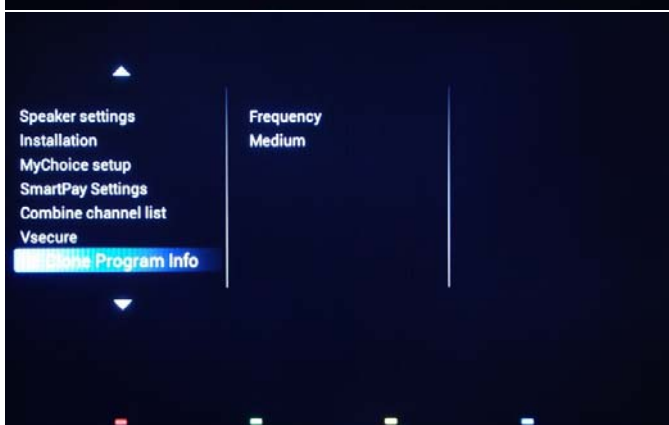 Speaker settings
Installation
MyChoice setup
SmartPay Settings
Combine channel list
Vsecure
Clone Program Info
Frequency
Medium